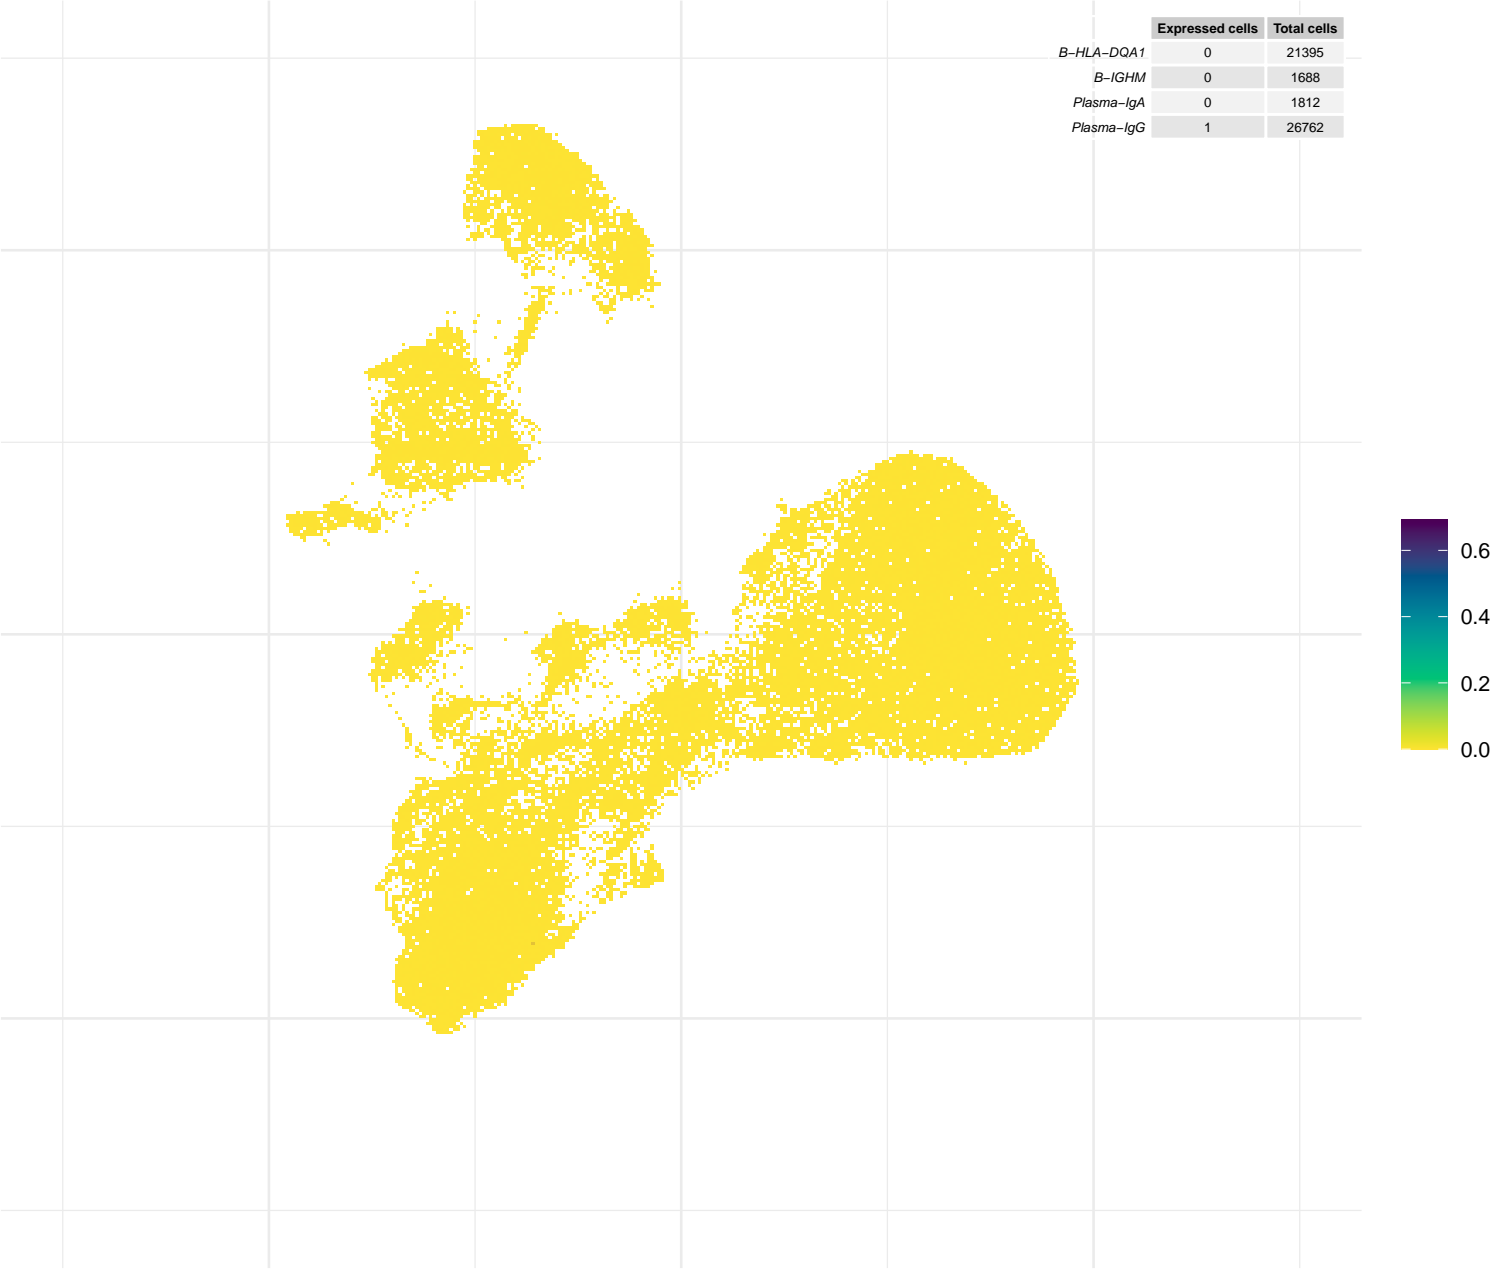 Expressed cells Total cells
B−HLA−DQA1 0 21395
B−IGHM 0 1688
Plasma−IgA 0 1812
Plasma−IgG 1 26762
0.6
0.4
0.2
0.0